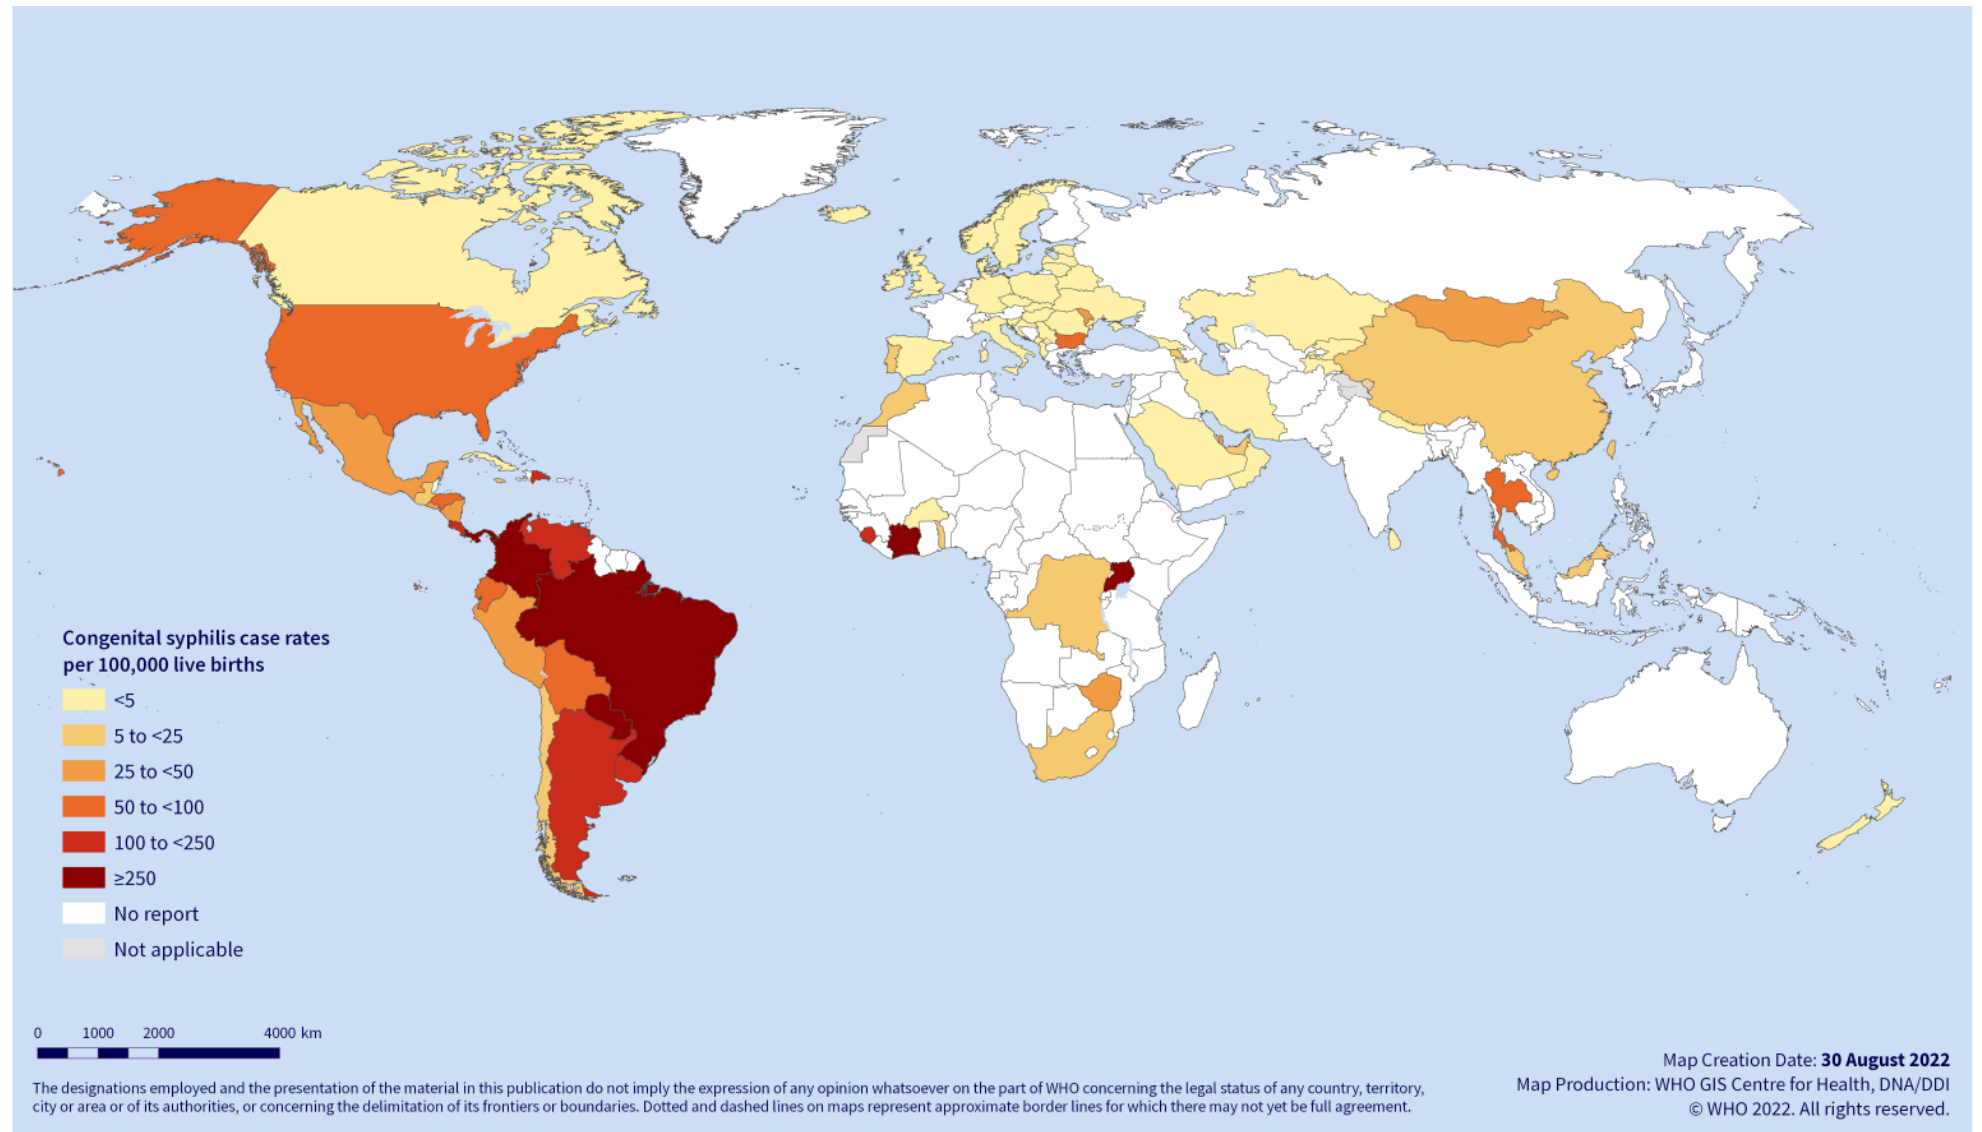 Congenital syphilis case rates
per 100,000 live births
<5
5 to <25
25 to <50
50 to <100
100 to <250
≥250
No report
Not applicable
0 1000 2000 4000 km
The designations employed and the presentation of the material in this publication do not imply the expression of any opinion whatsoever on the part of WHO concerning the legal status of any country, territory,
city or area or of its authorities, or concerning the delimitation of its frontiers or boundaries. Dotted and dashed lines on maps represent approximate border lines for which there may not yet be full agreement.
Map Creation Date: 30 August 2022
Map Production: WHO GIS Centre for Health, DNA/DDI
© WHO 2022. All rights reserved.